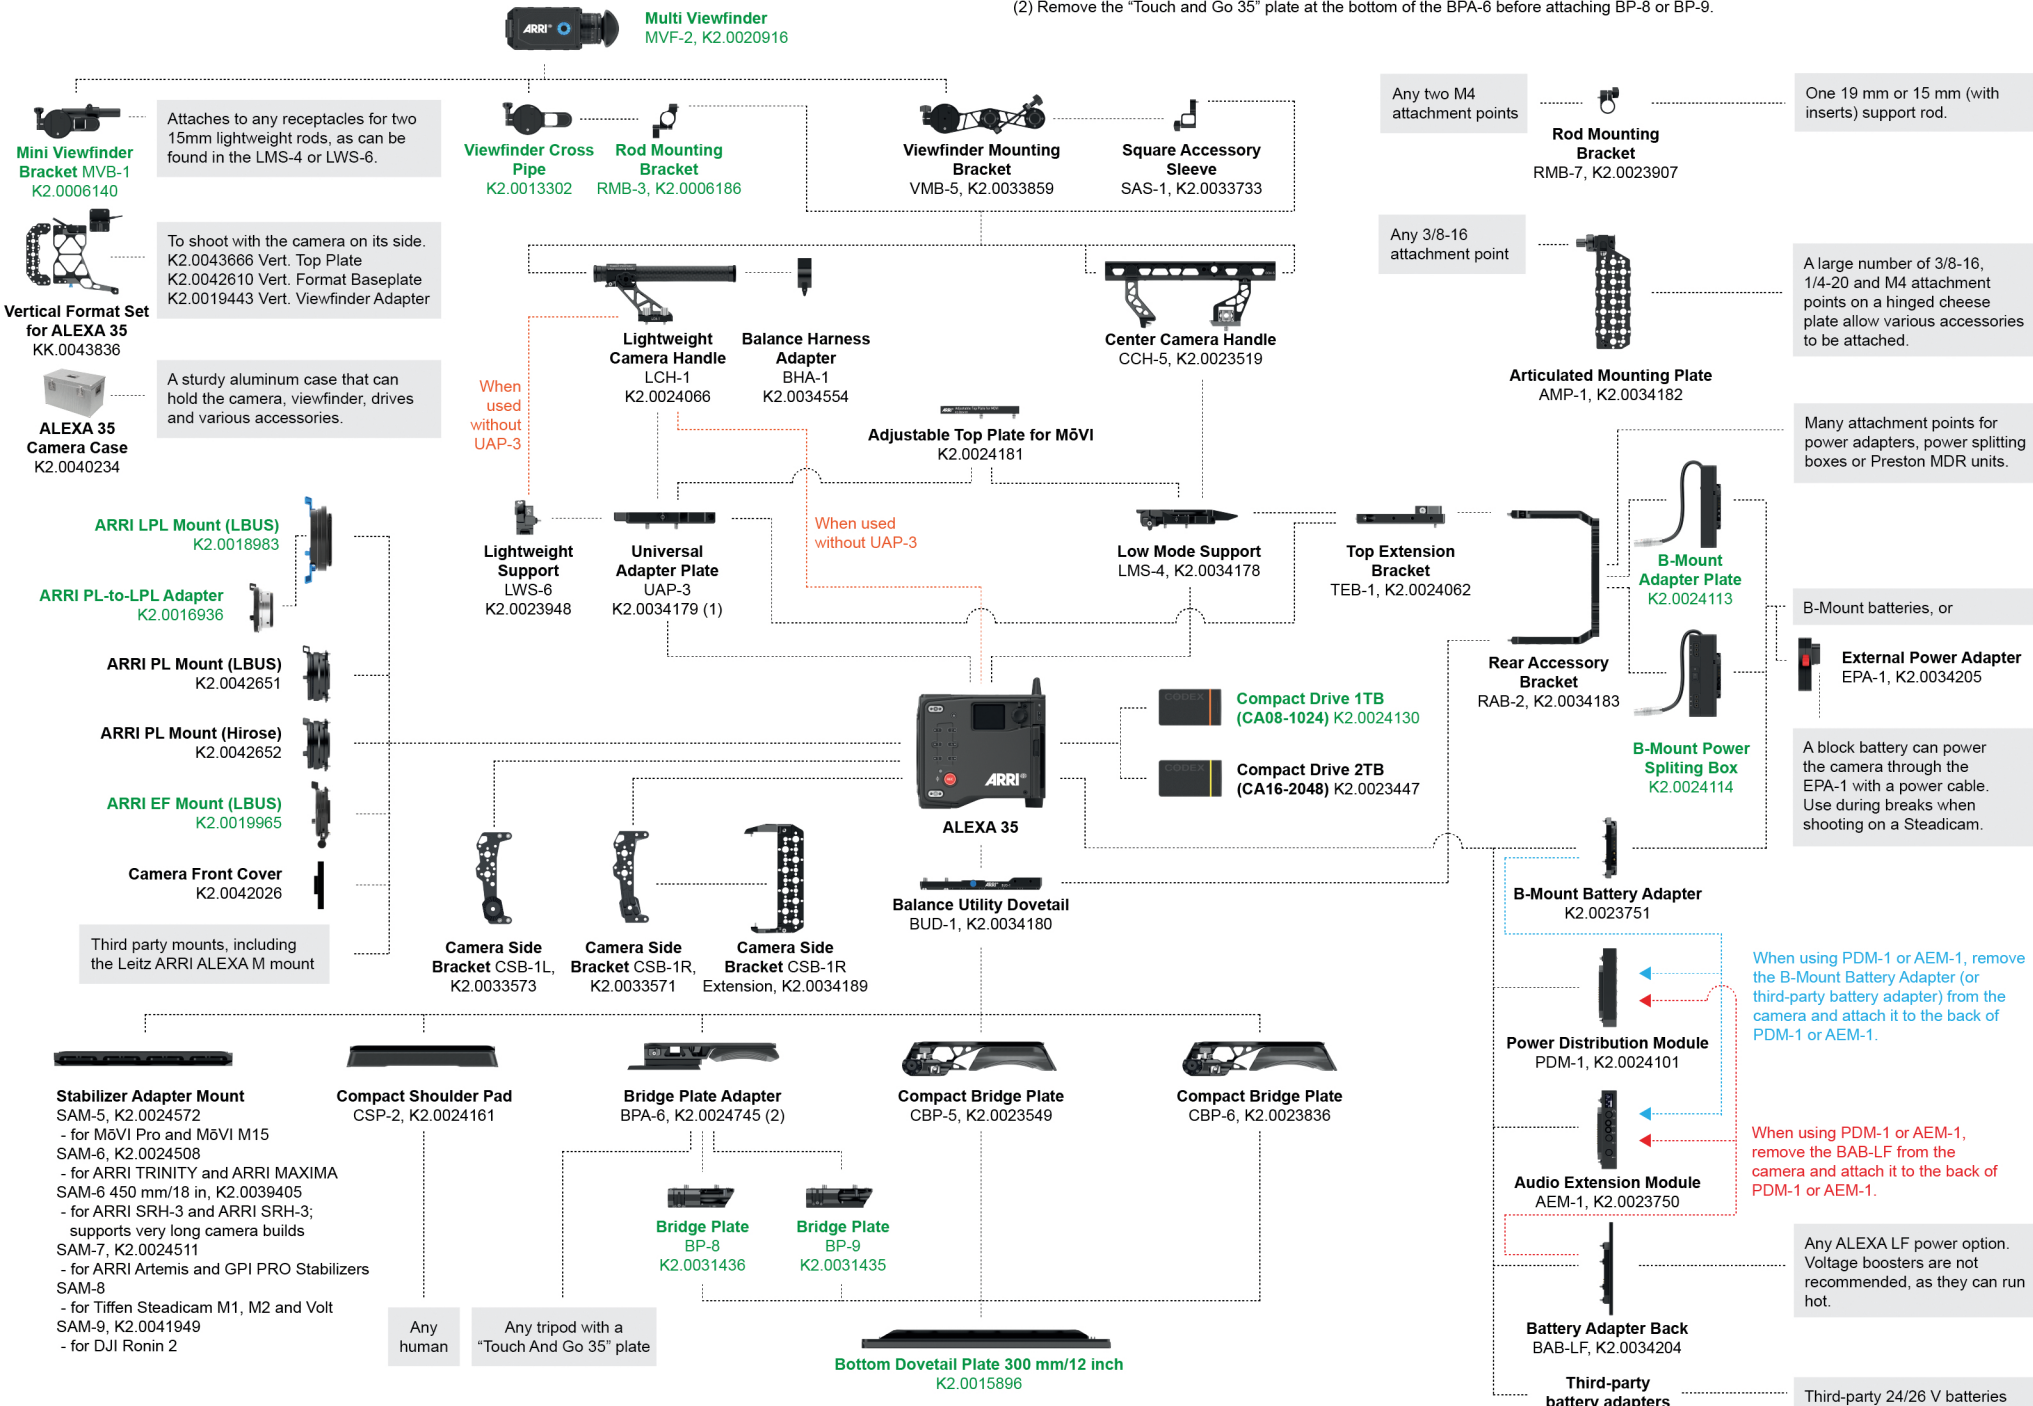 (2) Remove the “Touch and Go 35” plate at the bottom of the BPA-6 before attaching BP-8 or BP-9.
ARRI
Multi Viewfinder
MVF-2, K2.0020916
Mini Viewfinder
Bracket MVB-1
K2.0006140
Attaches to any receptacles for two
15mm lightweight rods, as can be
found in the LMS-4 or LWS-6.
Viewfinder Cross
Pipe
K2.0013302
Rod Mounting
Bracket
RMB-3, K2.0006186
Viewfinder Mounting
Bracket
VMB-5, K2.0033859
Square Accessory
Sleeve
SAS-1, K2.0033733
Any two M4
attachment points
Rod Mounting
Bracket
RMB-7, K2.0023907
One 19 mm or 15 mm (with
inserts) support rod.
Vertical Format Set
for ALEXA 35
KK.0043836
To shoot with the camera on its side.
K2.0043666 Vert. Top Plate
K2.0042610 Vert. Format Baseplate
K2.0019443 Vert. Viewfinder Adapter
ALEXA 35
Camera Case
K2.0040234
A sturdy aluminum case that can
hold the camera, viewfinder, drives
and various accessories.
Lightweight
Camera Handle
LCH-1
K2.0024066
Balance Harness
Adapter
BHA-1
K2.0034554
Center Camera Handle
CCH-5, K2.0023519
Any 3/8-16
attachment point
Articulated Mounting Plate
AMP-1, K2.0034182
A large number of 3/8-16,
1/4-20 and M4 attachment
points on a hinged cheese
plate allow various accessories
to be attached.
When
used
without
UAP-3
Adjustable Top Plate for MōVI
K2.0024181
Many attachment points for
power adapters, power splitting
boxes or Preston MDR units.
ARRI LPL Mount (LBUS)
K2.0018983
ARRI PL-to-LPL Adapter
K2.0016936
ARRI PL Mount (LBUS)
K2.0042651
ARRI PL Mount (Hirose)
K2.0042652
ARRI EF Mount (LBUS)
K2.0019965
Camera Front Cover
K2.0042026
Third party mounts, including
the Leitz ARRI ALEXA M mount
Lightweight
Support
LWS-6
K2.0023948
Universal
Adapter Plate
UAP-3
K2.0034179 (1)
When used
without UAP-3
Low Mode Support
LMS-4, K2.0034178
Top Extension
Bracket
TEB-1, K2.0024062
Rear Accessory
Bracket
RAB-2, K2.0034183
B-Mount
Adapter Plate
K2.0024113
B-Mount Power
Spliting Box
K2.0024114
B-Mount batteries, or
External Power Adapter
EPA-1, K2.0034205
A block battery can power
the camera through the
EPA-1 with a power cable.
Use during breaks when
shooting on a Steadicam.
ARRI
ALEXA 35
CODEX
Compact Drive 1TB
(CA08-1024) K2.0024130
CODEX
Compact Drive 2TB
(CA16-2048) K2.0023447
Camera Side
Bracket CSB-1L,
K2.0033573
Camera Side
Bracket CSB-1R,
K2.0033571
Camera Side
Bracket CSB-1R
Extension, K2.0034189
ARRI
Balance Utility Dovetail
BUD-1, K2.0034180
B-Mount Battery Adapter
K2.0023751
Power Distribution Module
PDM-1, K2.0024101
When using PDM-1 or AEM-1, remove
the B-Mount Battery Adapter (or
third-party battery adapter) from the
camera and attach it to the back of
PDM-1 or AEM-1.
Audio Extension Module
AEM-1, K2.0023750
When using PDM-1 or AEM-1,
remove the BAB-LF from the
camera and attach it to the back of
PDM-1 or AEM-1.
Battery Adapter Back
BAB-LF, K2.0034204
Any ALEXA LF power option.
Voltage boosters are not
recommended, as they can run
hot.
Third-party
battery adapters
Third-party 24/26 V batteries
Stabilizer Adapter Mount
SAM-5, K2.0024572
- for MōVI Pro and MōVI M15
SAM-6, K2.0024508
- for ARRI TRINITY and ARRI MAXIMA
SAM-6 450 mm/18 in, K2.0039405
- for ARRI SRH-3 and ARRI SRH-3;
supports very long camera builds
SAM-7, K2.0024511
- for ARRI Artemis and GPI PRO Stabilizers
SAM-8
- for Tiffen Steadicam M1, M2 and Volt
SAM-9, K2.0041949
- for DJI Ronin 2
Compact Shoulder Pad
CSP-2, K2.0024161
Any
human
Bridge Plate Adapter
BPA-6, K2.0024745 (2)
Any tripod with a
“Touch And Go 35” plate
Bridge Plate
BP-8
K2.0031436
Bridge Plate
BP-9
K2.0031435
Compact Bridge Plate
CBP-5, K2.0023549
Compact Bridge Plate
CBP-6, K2.0023836
Bottom Dovetail Plate 300 mm/12 inch
K2.0015896